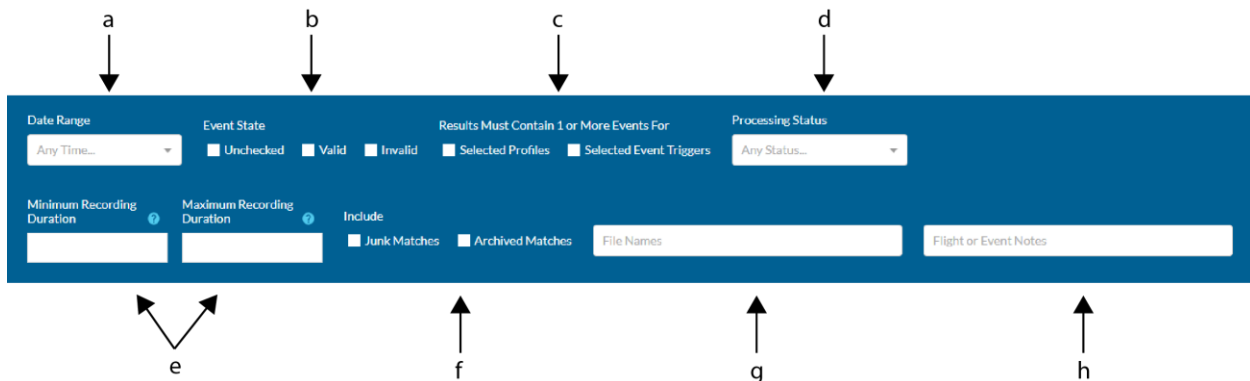 a b c d
Date Range Event State Results Must Contain 1 or More Events For Processing Status
Any Time... Unchecked Valid Invalid Selected Profiles Selected Event Triggers Any Status...
Minimum Recording Duration Maximum Recording Duration Include
Junk Matches Archived Matches File Names Flight or Event Notes
e f g h